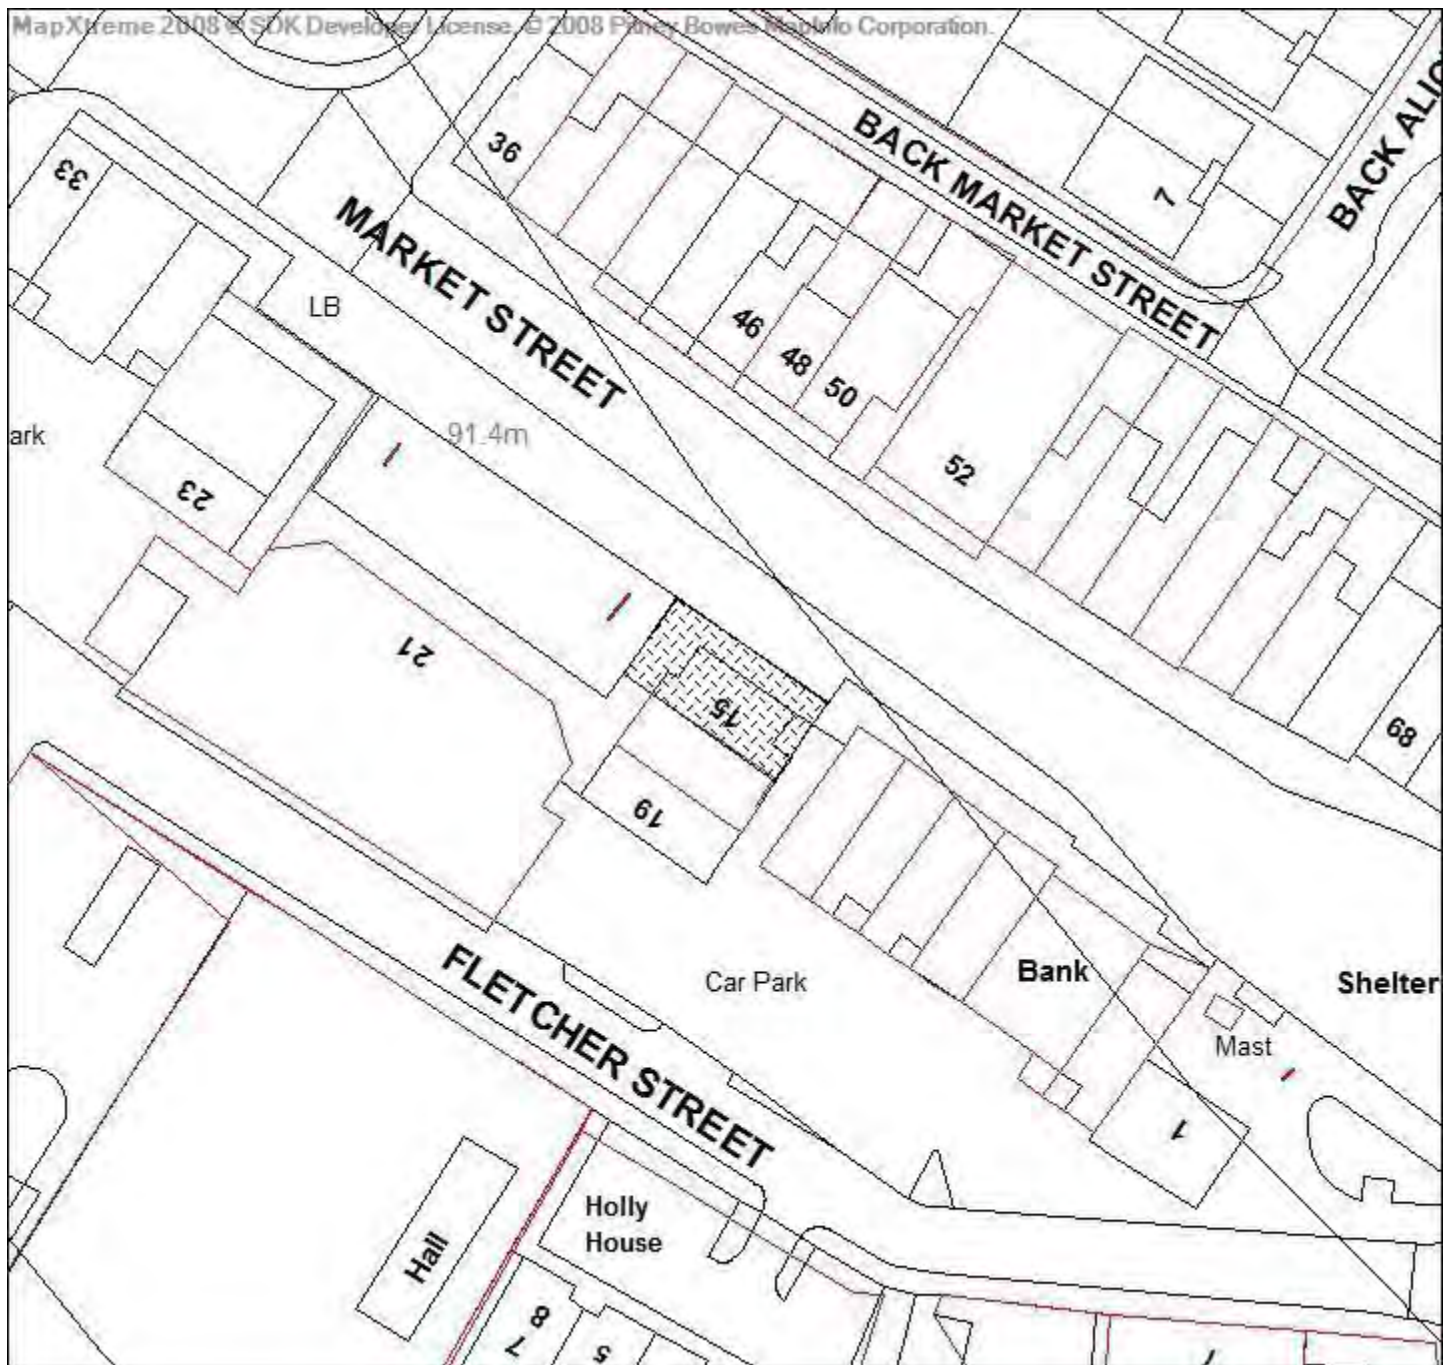 MapXtreme 2008 ® SDK Developer License. © 2008 Pitney Bowes MapInfo Corporation.
36
33
BACK MARKET STREET
7
BACK ALIC
MARKET STREET
LB
46
48
50
52
91.4m
ark
23
21
15
19
68
FLETCHER STREET
Car Park
Bank
Shelter
Mast
1
Hall
Holly
House
8
7
5